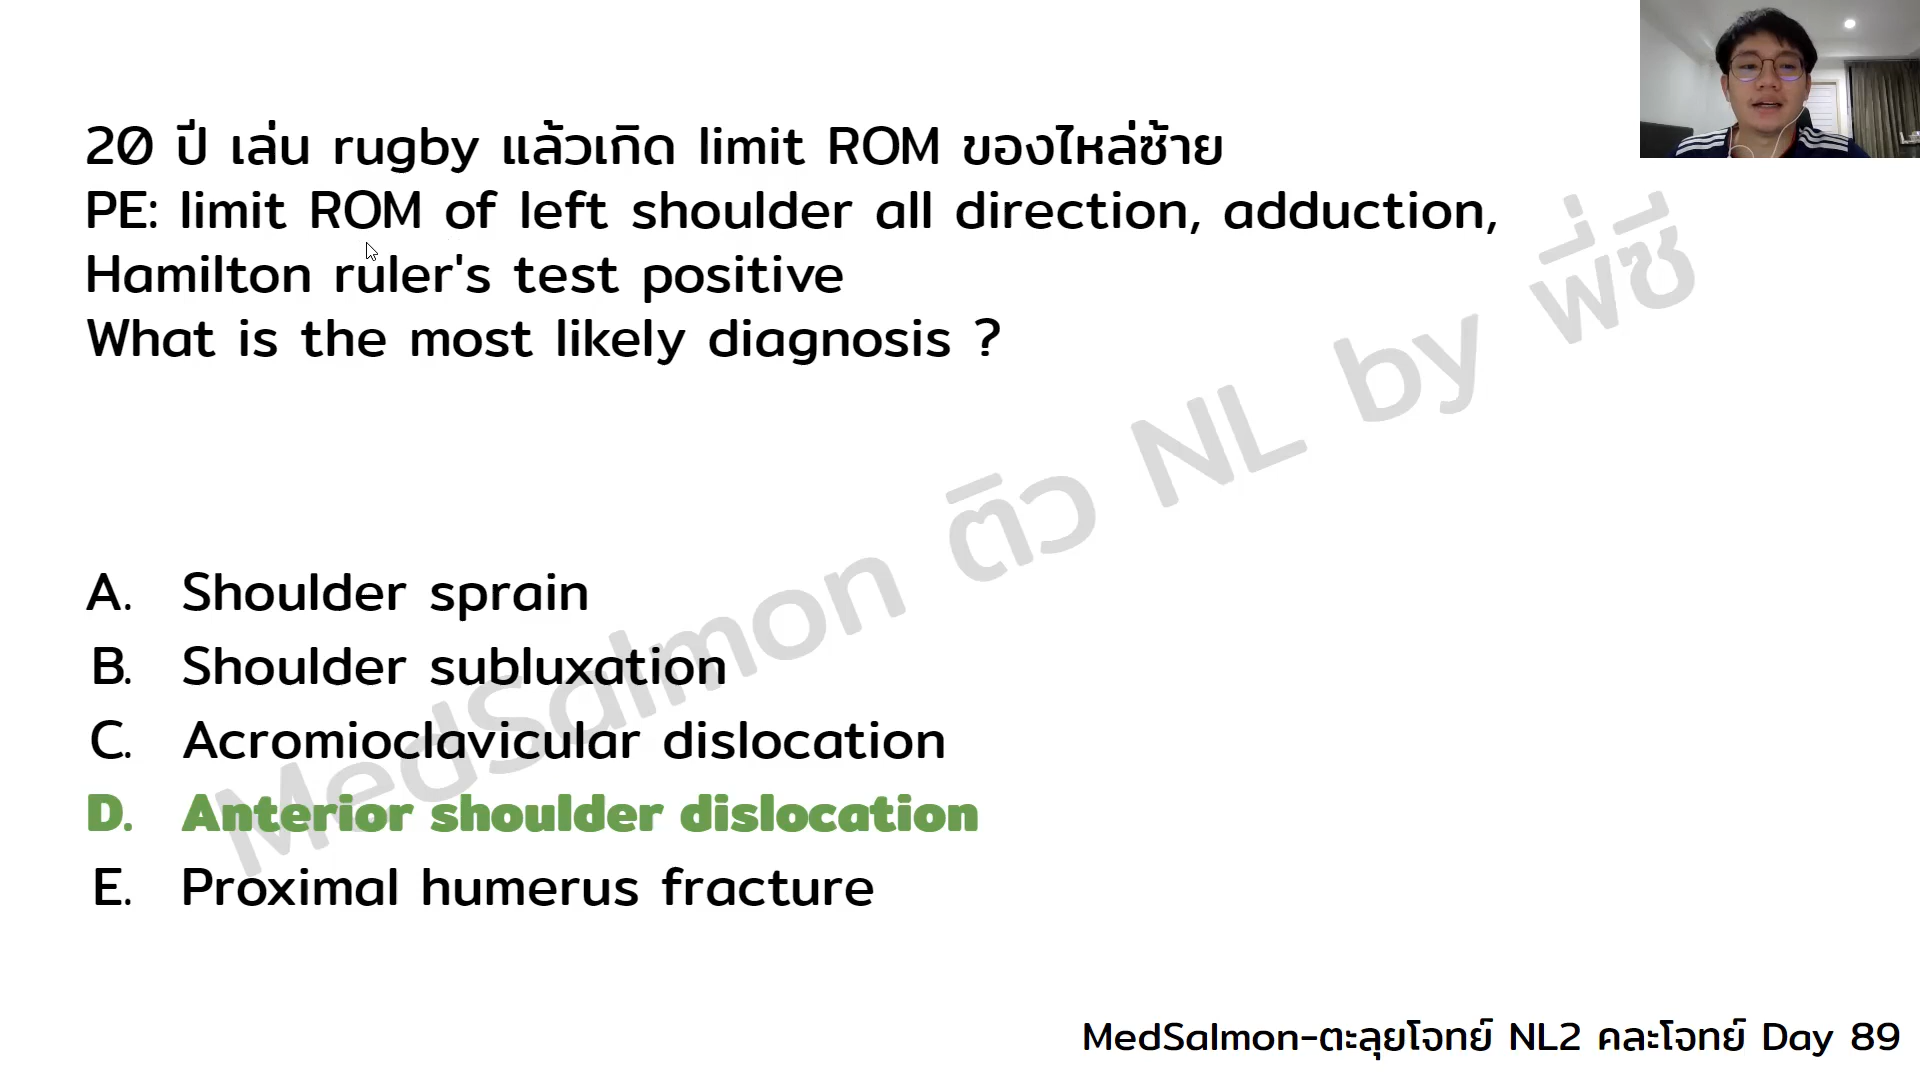 20 ปี เล่น rugby แล้วเกิด limit ROM ของไหล่ซ้าย
PE: limit ROM of left shoulder all direction, adduction,
Hamilton ruler's test positive
What is the most likely diagnosis ?
A. Shoulder sprain
B. Shoulder subluxation
C. Acromioclavicular dislocation
D. Anterior shoulder dislocation
E. Proximal humerus fracture
MedSalmon ติว NL by พี่ซี
MedSalmon-ตะลุยโจทย์ NL2 คละโจทย์ Day 89